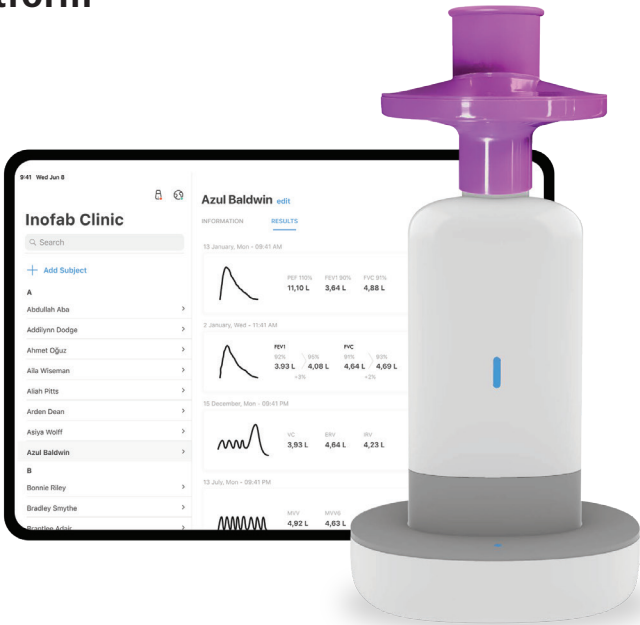 9:41 Wed Jun 8
Inofab Clinic
Search
Add Subject
A
Abdullah Aba
Addilynn Dodge
Ahmet Oğuz
Aila Wiseman
Aliah Pitts
Arden Dean
Asiya Wolff
Azul Baldwin
B
Bonnie Riley
Bradley Smythe
Brantlee Adair
Azul Baldwin edit
INFORMATION RESULTS
13 January, Mon - 09:41 AM
PEF 110% FEV1 90% FVC 91%
11,10 L 3,64 L 4,88 L
2 January, Wed - 11:41 AM
FEV1 FVC
92% 95% 91% 93%
3.93 L 4,08 L 4,64 L 4,69 L
+3% +2%
15 December, Mon - 09:41 PM
VC ERV IRV
3,93 L 4,64 L 4,23 L
13 July, Mon - 09:41 PM
MVV MVV6
4,92 L 4,63 L